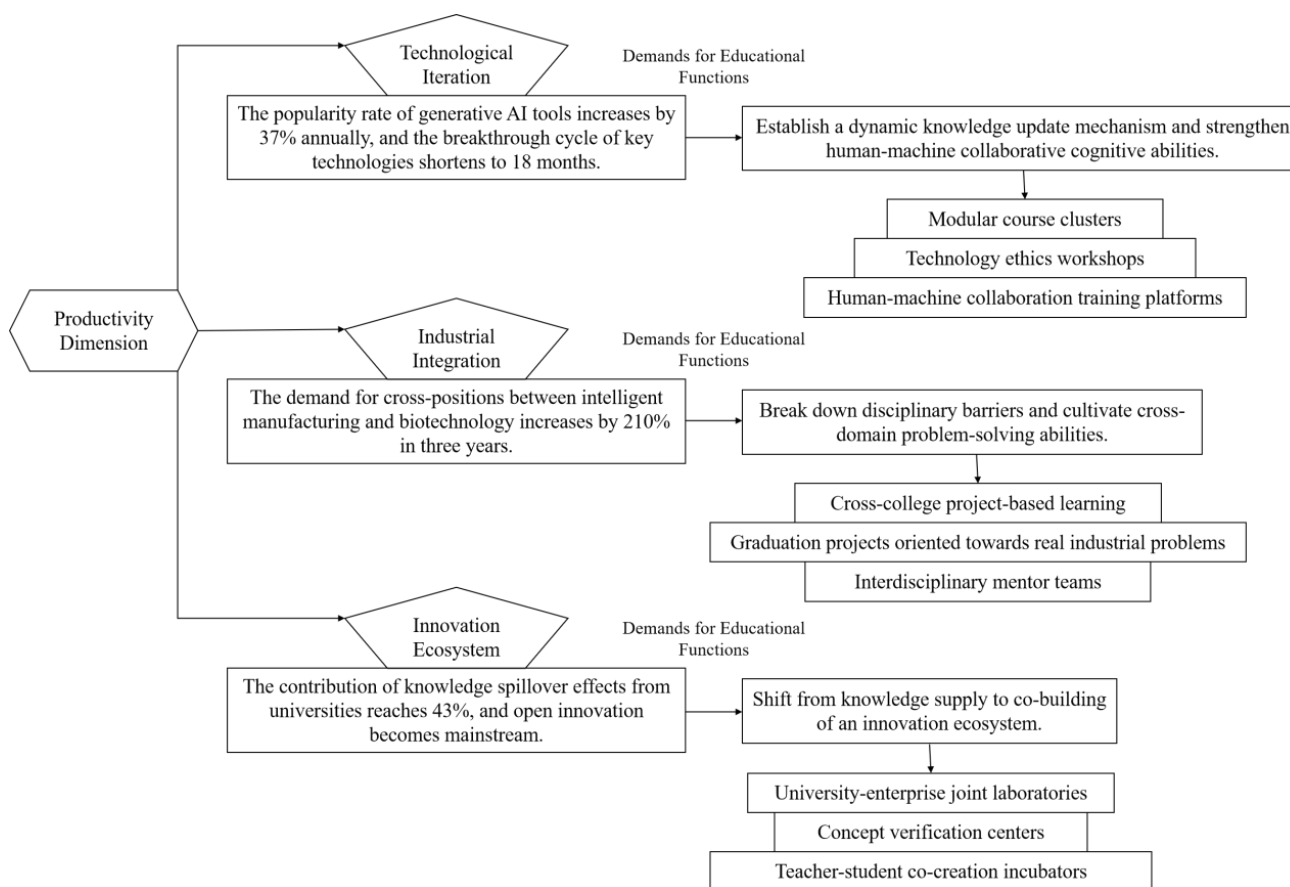 Technological
Iteration
Demands for Educational
Functions
The popularity rate of generative AI tools increases by
37% annually, and the breakthrough cycle of key
technologies shortens to 18 months.
Establish a dynamic knowledge update mechanism and strengthen
human-machine collaborative cognitive abilities.
Modular course clusters
Technology ethics workshops
Human-machine collaboration training platforms
Productivity
Dimension
Industrial
Integration
Demands for Educational
Functions
The demand for cross-positions between intelligent
manufacturing and biotechnology increases by 210%
in three years.
Break down disciplinary barriers and cultivate cross-
domain problem-solving abilities.
Cross-college project-based learning
Graduation projects oriented towards real industrial problems
Interdisciplinary mentor teams
Innovation
Ecosystem
Demands for Educational
Functions
The contribution of knowledge spillover effects from
universities reaches 43%, and open innovation
becomes mainstream.
Shift from knowledge supply to co-building
of an innovation ecosystem.
University-enterprise joint laboratories
Concept verification centers
Teacher-student co-creation incubators